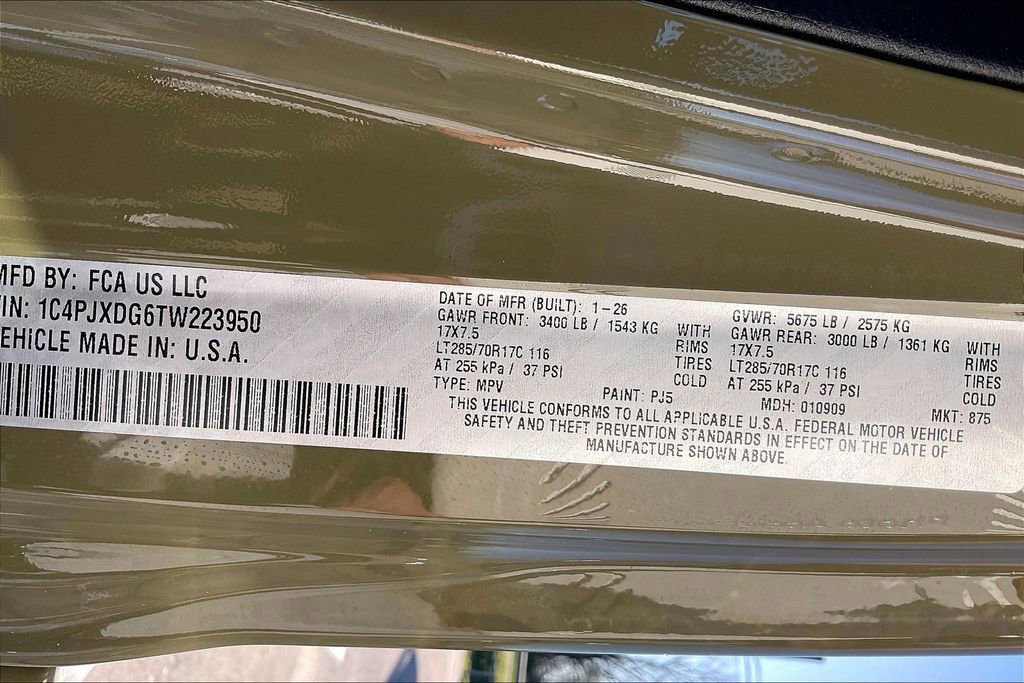 MFD BY: FCA US LLC
VIN: 1C4PJXDG6TW223950
VEHICLE MADE IN: U.S.A.
DATE OF MFR (BUILT): 1-26
GAWR FRONT: 3400 LB / 1543 KG WITH
17X7.5 RIMS
LT285/70R17C 116 TIRES
AT 255 kPa / 37 PSI COLD
TYPE: MPV PAINT: PJ5
GVWR: 5675 LB / 2575 KG
GAWR REAR: 3000 LB / 1361 KG WITH
17X7.5 RIMS
LT285/70R17C 116 TIRES
AT 255 kPa / 37 PSI COLD
MDH: 010909 MKT: 875
THIS VEHICLE CONFORMS TO ALL APPLICABLE U.S.A. FEDERAL MOTOR VEHICLE
SAFETY AND THEFT PREVENTION STANDARDS IN EFFECT ON THE DATE OF
MANUFACTURE SHOWN ABOVE.